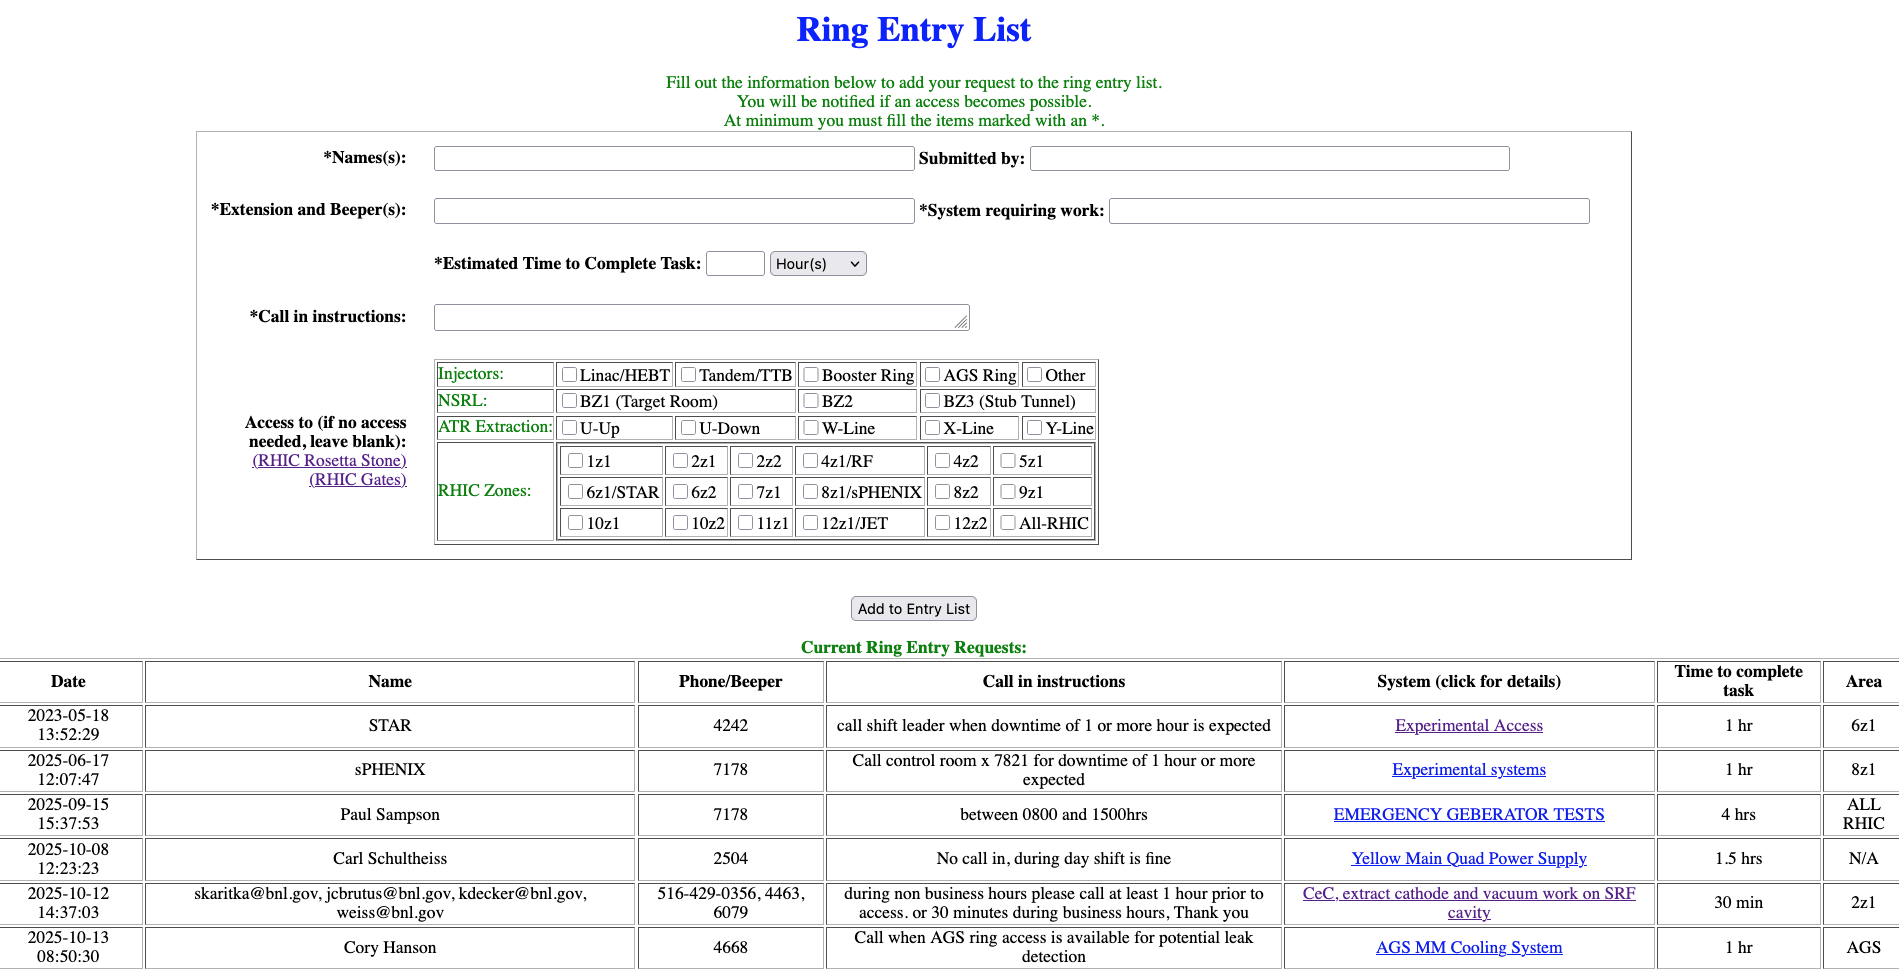 Ring Entry List
Fill out the information below to add your request to the ring entry list.
You will be notified if an access becomes possible.
At minimum you must fill the items marked with an *.
*Names(s): Submitted by:
*Extension and Beeper(s): *System requiring work:
*Estimated Time to Complete Task: Hour(s)
*Call in instructions:
Access to (if no access
needed, leave blank):
(RHIC Rosetta Stone)
(RHIC Gates)
Injectors: Linac/HEBT Tandem/TTB Booster Ring AGS Ring Other
NSRL: BZ1 (Target Room) BZ2 BZ3 (Stub Tunnel)
ATR Extraction: U-Up U-Down W-Line X-Line Y-Line
RHIC Zones:
1z1 2z1 2z2 4z1/RF 4z2 5z1
6z1/STAR 6z2 7z1 8z1/sPHENIX 8z2 9z1
10z1 10z2 11z1 12z1/JET 12z2 All-RHIC
Add to Entry List
Current Ring Entry Requests:
Date Name Phone/Beeper Call in instructions System (click for details) Time to complete
task Area
2023-05-18
13:52:29 STAR 4242 call shift leader when downtime of 1 or more hour is expected Experimental Access 1 hr 6z1
2025-06-17
12:07:47 sPHENIX 7178 Call control room x 7821 for downtime of 1 hour or more
expected Experimental systems 1 hr 8z1
2025-09-15
15:37:53 Paul Sampson 7178 between 0800 and 1500hrs EMERGENCY GEBERATOR TESTS 4 hrs ALL
RHIC
2025-10-08
12:23:23 Carl Schultheiss 2504 No call in, during day shift is fine Yellow Main Quad Power Supply 1.5 hrs N/A
2025-10-12
14:37:03 skaritka@bnl.gov, jcbrutus@bnl.gov, kdecker@bnl.gov,
weiss@bnl.gov 516-429-0356, 4463,
6079 during non business hours please call at least 1 hour prior to
access. or 30 minutes during business hours, Thank you CeC, extract cathode and vacuum work on SRF
cavity 30 min 2z1
2025-10-13
08:50:30 Cory Hanson 4668 Call when AGS ring access is available for potential leak
detection AGS MM Cooling System 1 hr AGS